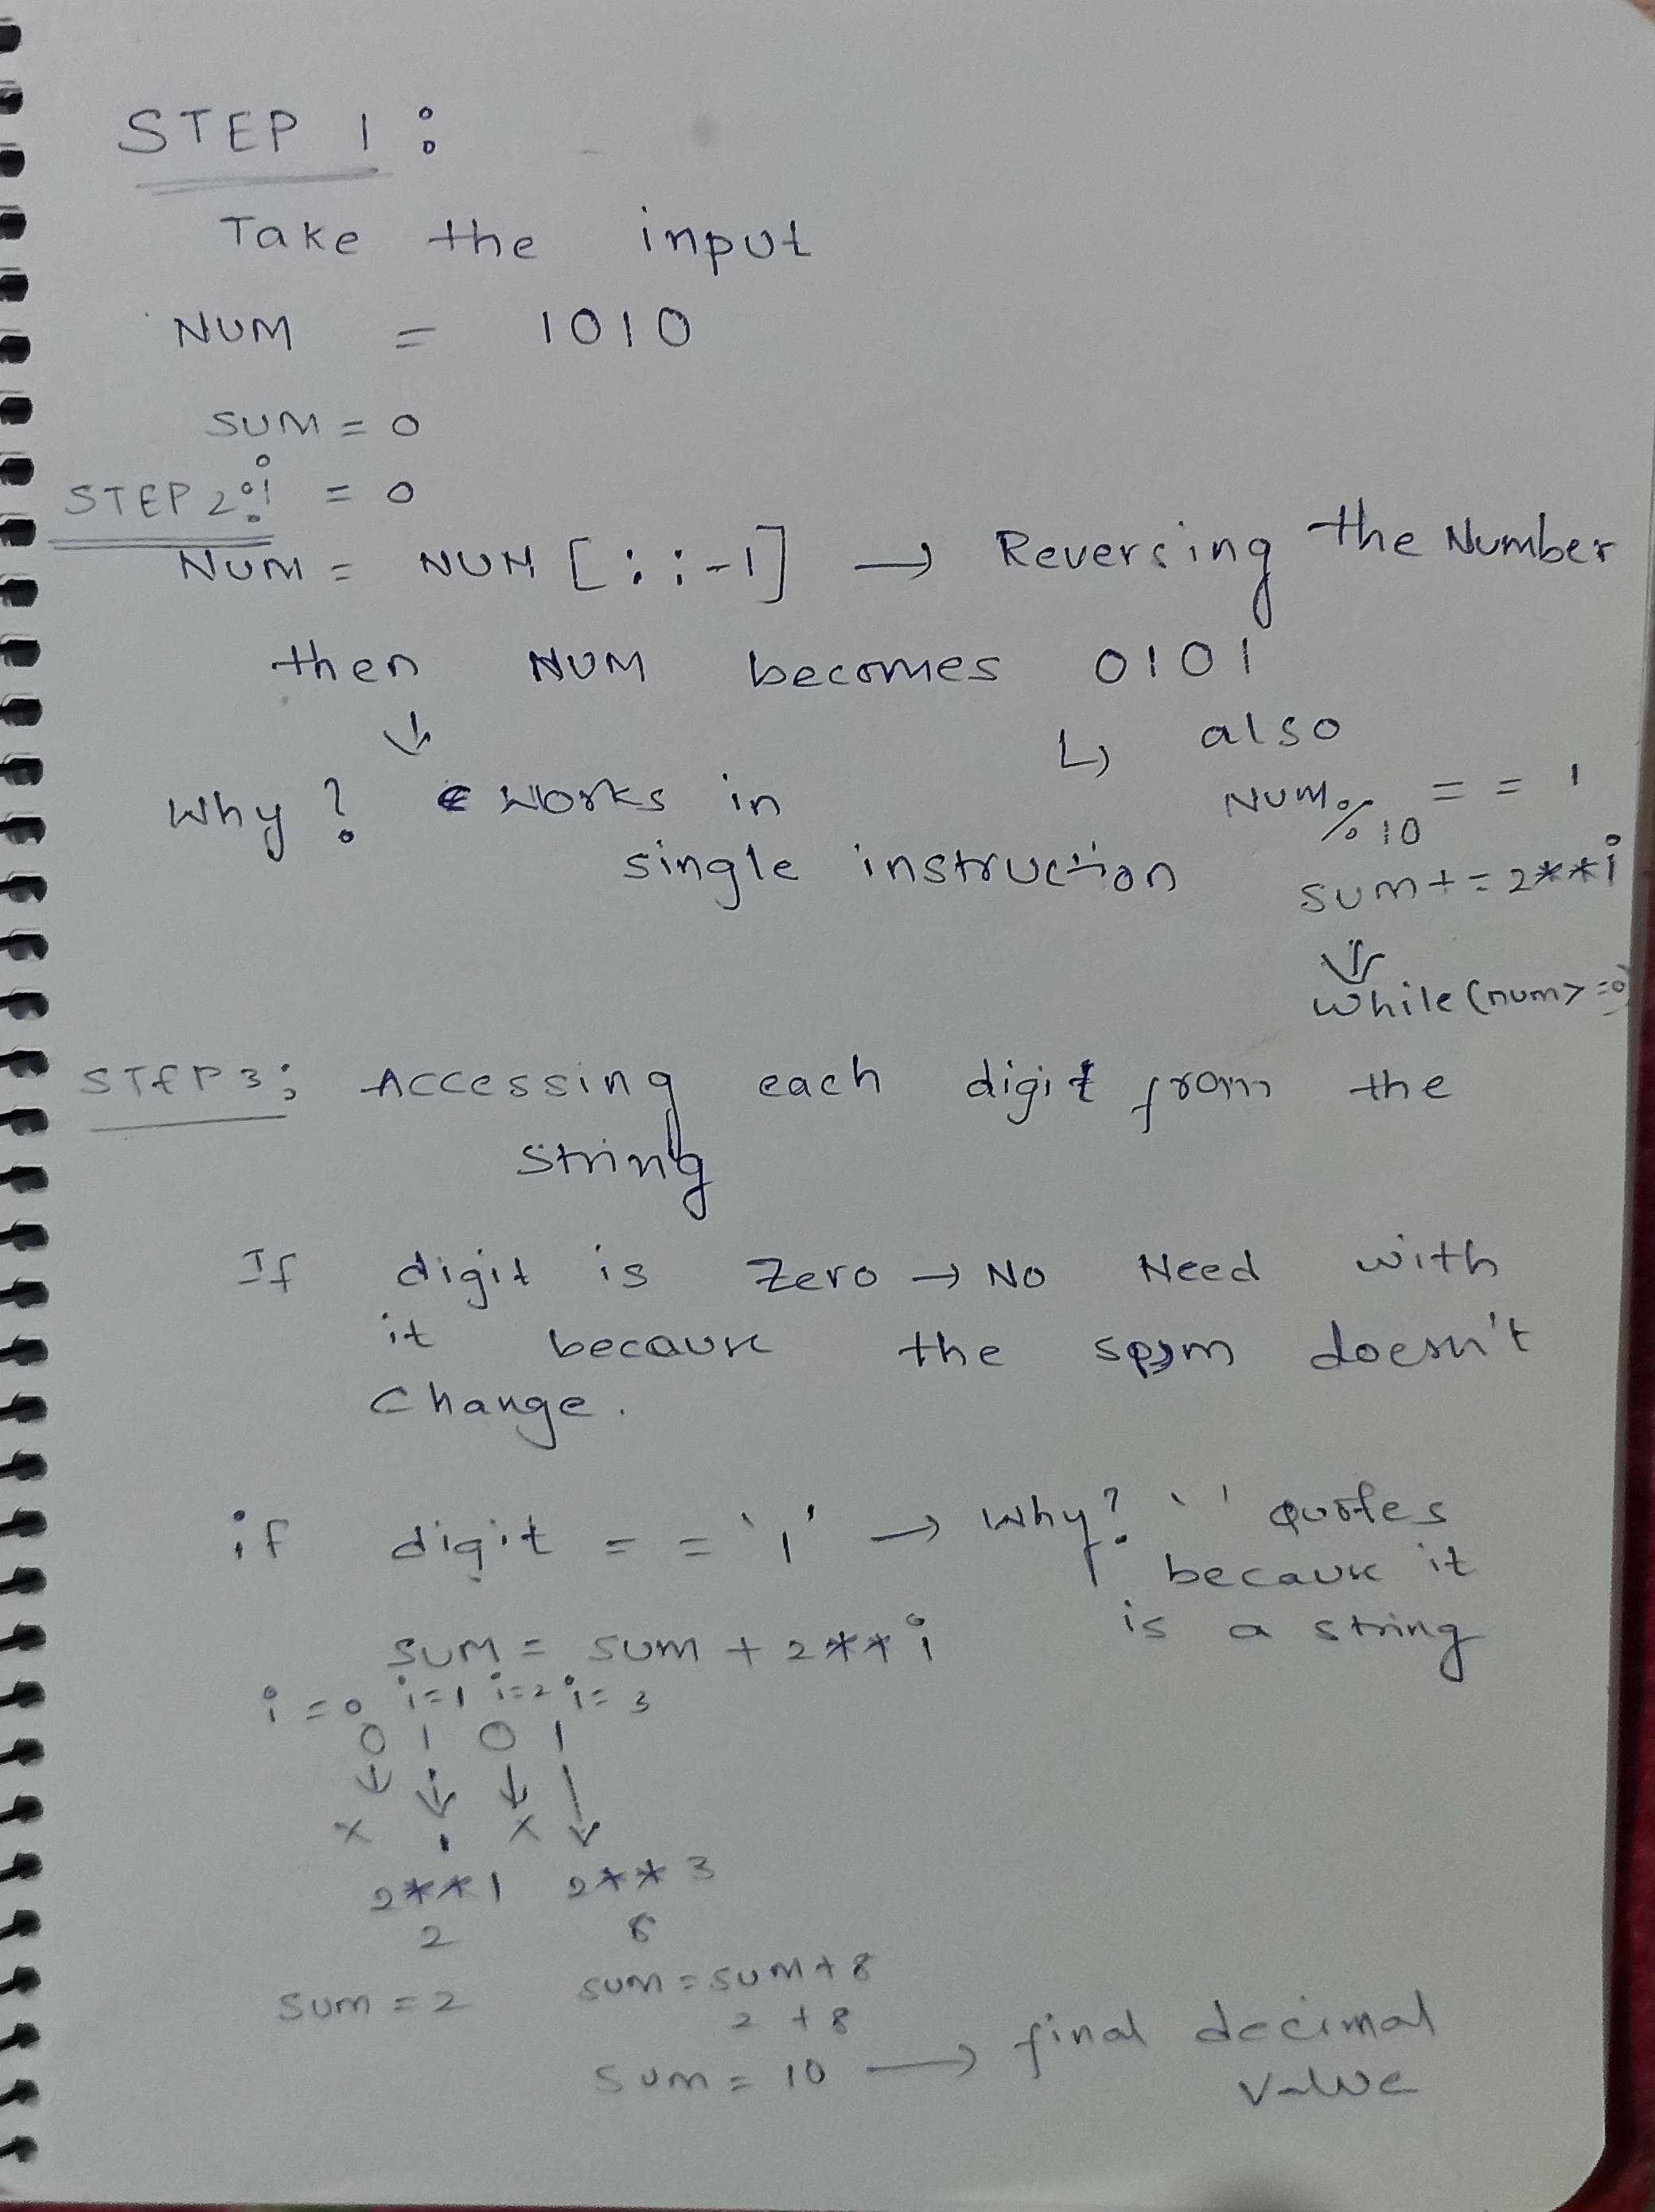 STEP 1 :
Take the input
NUM = 1010
SUM = 0
STEP 2: i = 0
NUM = NUM [: : -1] → Reversing the Number
then NUM becomes 0101
↓ ↳ also
Why? works in NUM % 10 == 1
single instruction sum += 2**i
while (num >=0)
STEP 3: Accessing each digit from the
string
If digit is Zero → No Need with
it because the sum doesn't
change.
if digit == '1' → Why? ' ' Quotes
because it
is a string
SUM = SUM + 2**i
i=0 i=1 i=2 i=3
0 1 0 1
↓ ↓ ↓ ↓
x x
2**1 2**3
2 8
sum = 2 sum = sum + 8
2 + 8
sum = 10 → final decimal
value